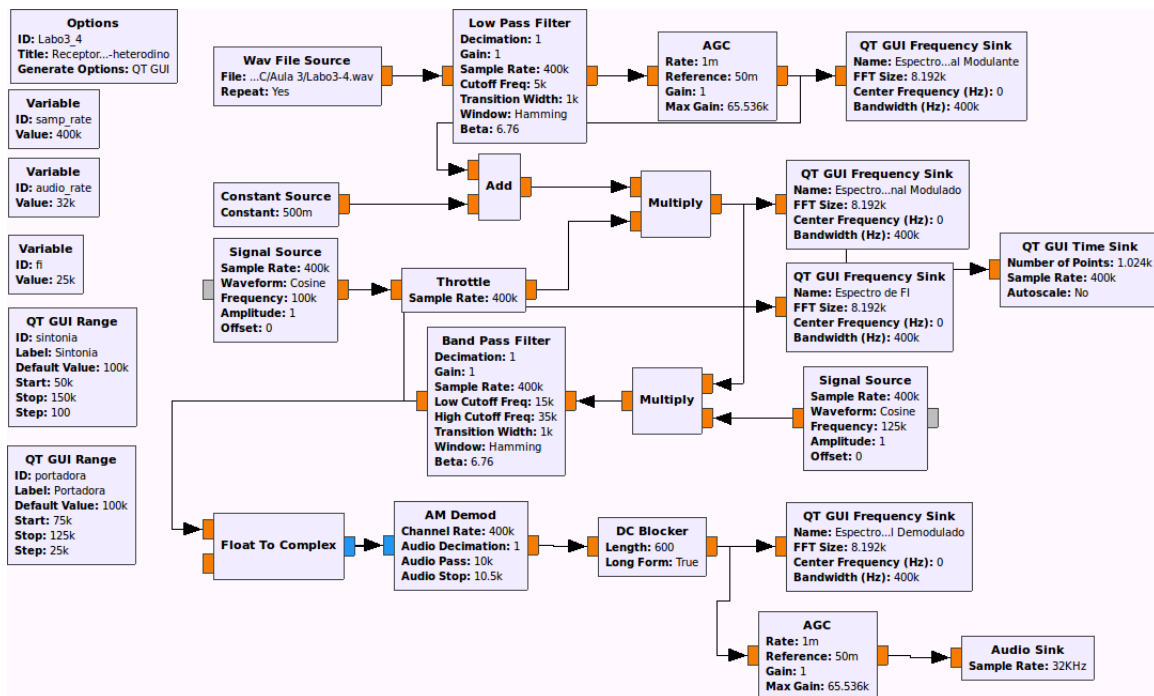 Options
ID: Labo3_4
Title: Receptor...-heterodino
Generate Options: QT GUI
Variable
ID: samp_rate
Value: 400k
Variable
ID: audio_rate
Value: 32k
Variable
ID: fi
Value: 25k
QT GUI Range
ID: sintonia
Label: Sintonia
Default Value: 100k
Start: 50k
Stop: 150k
Step: 100
QT GUI Range
ID: portadora
Label: Portadora
Default Value: 100k
Start: 75k
Stop: 125k
Step: 25k
Wav File Source
File: ...C/Aula 3/Labo3-4.wav
Repeat: Yes
Low Pass Filter
Decimation: 1
Gain: 1
Sample Rate: 400k
Cutoff Freq: 5k
Transition Width: 1k
Window: Hamming
Beta: 6.76
AGC
Rate: 1m
Reference: 50m
Gain: 1
Max Gain: 65.536k
QT GUI Frequency Sink
Name: Espectro...al Modulante
FFT Size: 8.192k
Center Frequency (Hz): 0
Bandwidth (Hz): 400k
Constant Source
Constant: 500m
Add
Multiply
QT GUI Frequency Sink
Name: Espectro...nal Modulado
FFT Size: 8.192k
Center Frequency (Hz): 0
Bandwidth (Hz): 400k
QT GUI Time Sink
Number of Points: 1.024k
Sample Rate: 400k
Autoscale: No
Signal Source
Sample Rate: 400k
Waveform: Cosine
Frequency: 100k
Amplitude: 1
Offset: 0
Throttle
Sample Rate: 400k
QT GUI Frequency Sink
Name: Espectro de FI
FFT Size: 8.192k
Center Frequency (Hz): 0
Bandwidth (Hz): 400k
Band Pass Filter
Decimation: 1
Gain: 1
Sample Rate: 400k
Low Cutoff Freq: 15k
High Cutoff Freq: 35k
Transition Width: 1k
Window: Hamming
Beta: 6.76
Multiply
Signal Source
Sample Rate: 400k
Waveform: Cosine
Frequency: 125k
Amplitude: 1
Offset: 0
Float To Complex
AM Demod
Channel Rate: 400k
Audio Decimation: 1
Audio Pass: 10k
Audio Stop: 10.5k
DC Blocker
Length: 600
Long Form: True
QT GUI Frequency Sink
Name: Espectro...l Demodulado
FFT Size: 8.192k
Center Frequency (Hz): 0
Bandwidth (Hz): 400k
AGC
Rate: 1m
Reference: 50m
Gain: 1
Max Gain: 65.536k
Audio Sink
Sample Rate: 32KHz